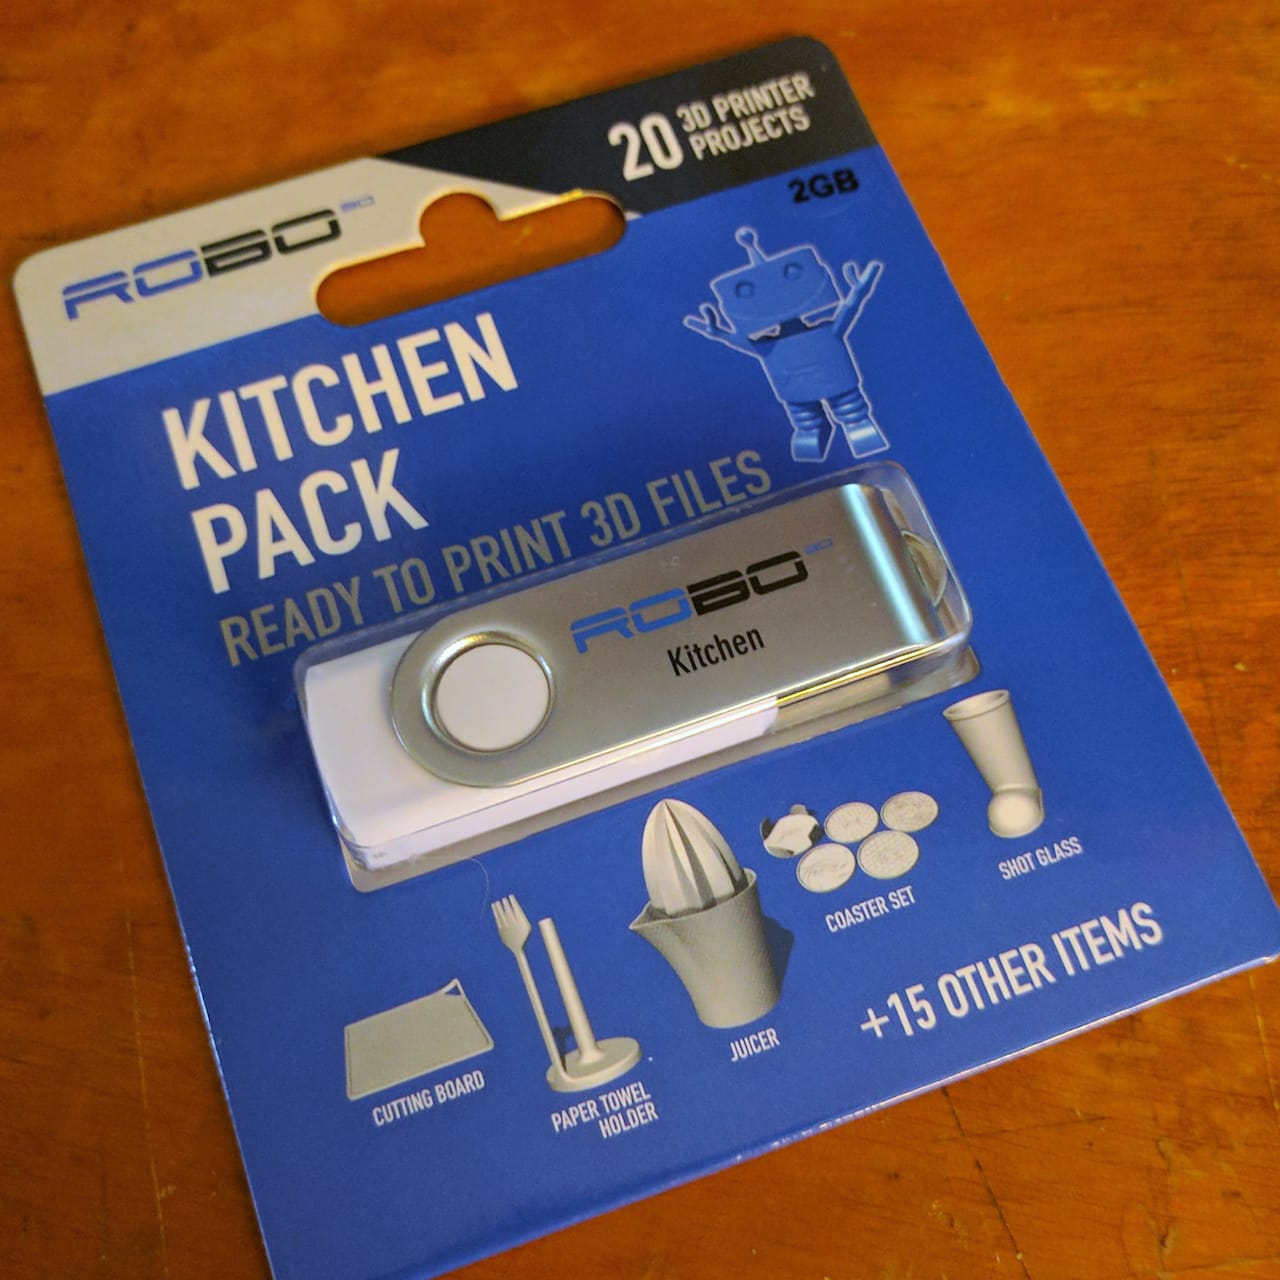 20 3D PRINTER
PROJECTS
2GB
ROBO 3D
KITCHEN
PACK
READY TO PRINT 3D FILES
ROBO 3D
Kitchen
SHOT GLASS
COASTER SET
+15 OTHER ITEMS
JUICER
CUTTING BOARD
PAPER TOWEL
HOLDER